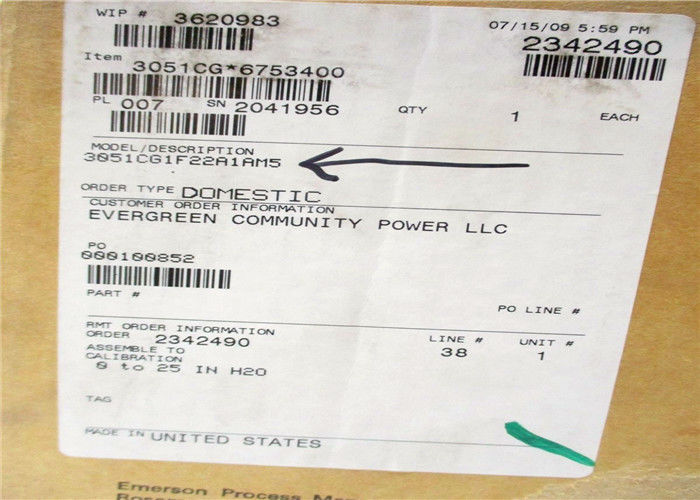 WIP # 3620983
07/15/09 5:59 PM
2342490
Item 3051CG*6753400
PL 007 SN 2041956 QTY 1 EACH
MODEL/DESCRIPTION
3051CG1F22A1AM5
ORDER TYPE DOMESTIC
CUSTOMER ORDER INFORMATION
EVERGREEN COMMUNITY POWER LLC
PO
000100852
PART #
PO LINE #
RMT ORDER INFORMATION
ORDER 2342490
LINE # UNIT #
38 1
ASSEMBLE TO
CALIBRATION
0 to 25 IN H2O
TAG
MADE IN UNITED STATES
Emerson Process